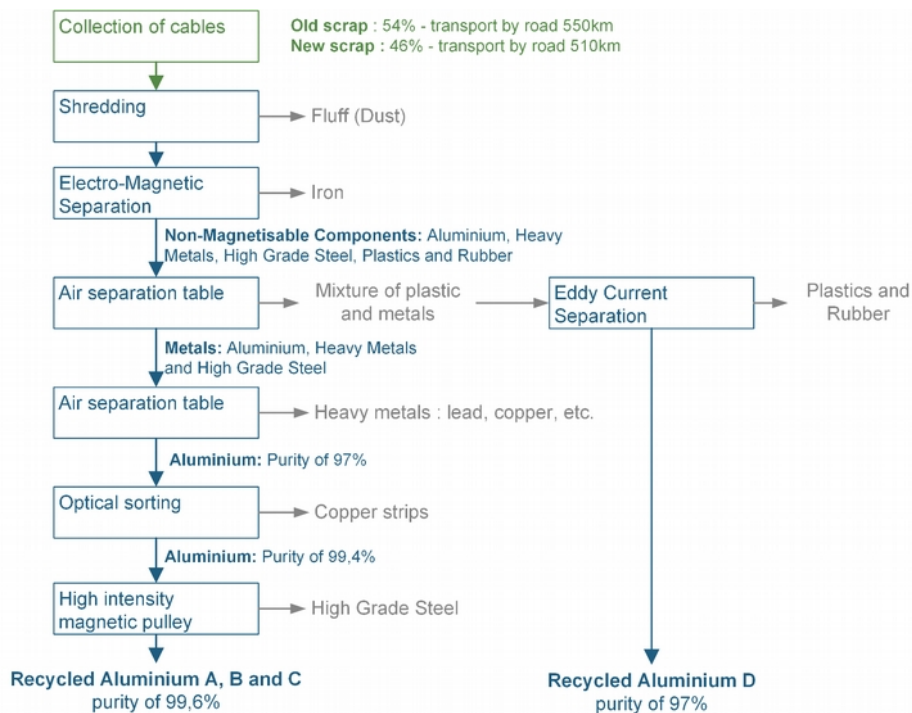 Collection of cables
Old scrap : 54% - transport by road 550km
New scrap : 46% - transport by road 510km
Shredding
Fluff (Dust)
Electro-Magnetic
Separation
Iron
Non-Magnetisable Components: Aluminium, Heavy
Metals, High Grade Steel, Plastics and Rubber
Air separation table
Mixture of plastic
and metals
Eddy Current
Separation
Plastics and
Rubber
Metals: Aluminium, Heavy Metals
and High Grade Steel
Air separation table
Heavy metals : lead, copper, etc.
Aluminium: Purity of 97%
Optical sorting
Copper strips
Aluminium: Purity of 99,4%
High intensity
magnetic pulley
High Grade Steel
Recycled Aluminium A, B and C
purity of 99,6%
Recycled Aluminium D
purity of 97%